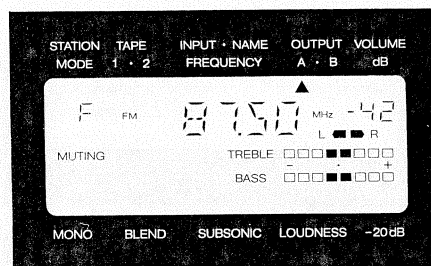 STATION TAPE INPUT · NAME OUTPUT VOLUME
MODE 1 · 2 FREQUENCY A · B dB
F FM 87.50 MHz -42
L R
MUTING TREBLE
- · +
BASS
MONO BLEND SUBSONIC LOUDNESS -20dB